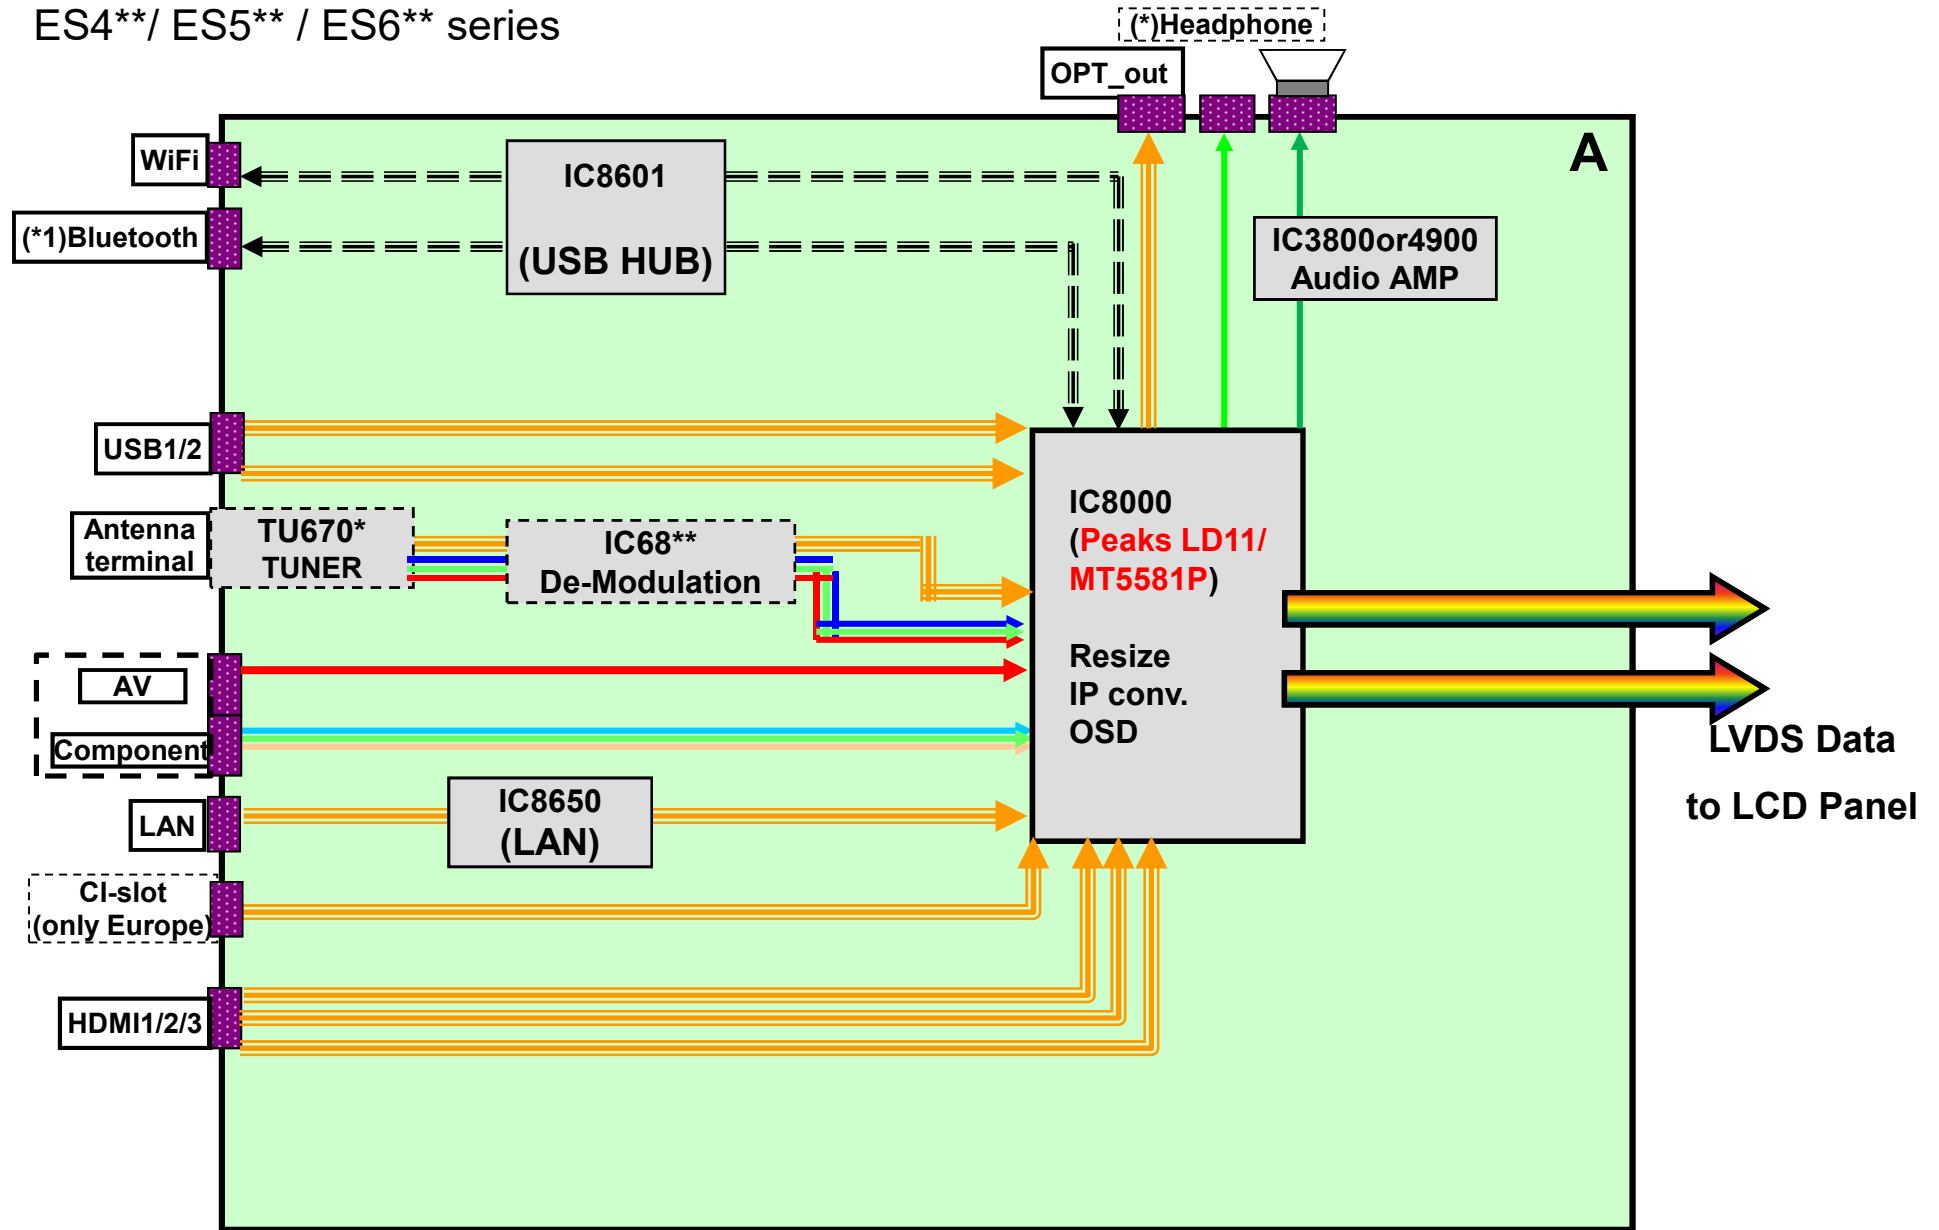 ES4**/ ES5** / ES6** series
(*)Headphone
OPT_out
A
WiFi
IC8601
(*1)Bluetooth
(USB HUB)
IC3800or4900
Audio AMP
USB1/2
Antenna
terminal
TU670*
TUNER
IC68**
De-Modulation
IC8000
(Peaks LD11/
MT5581P)
Resize
IP conv.
OSD
AV
Component
LVDS Data
to LCD Panel
LAN
IC8650
(LAN)
CI-slot
(only Europe)
HDMI1/2/3